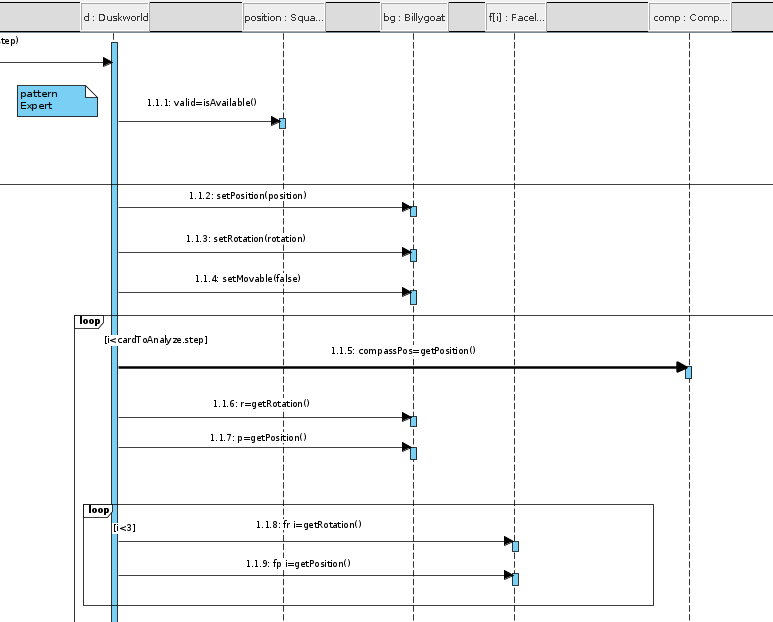 d : Duskworld
position : Squa...
bg : Billygoat
f[i] : Facel...
comp : Comp...
step)
pattern
Expert
1.1.1: valid=isAvailable()
1.1.2: setPosition(position)
1.1.3: setRotation(rotation)
1.1.4: setMovable(false)
loop
[i<cardToAnalyze.step]
1.1.5: compassPos=getPosition()
1.1.6: r=getRotation()
1.1.7: p=getPosition()
loop
[i<3]
1.1.8: fr i=getRotation()
1.1.9: fp i=getPosition()